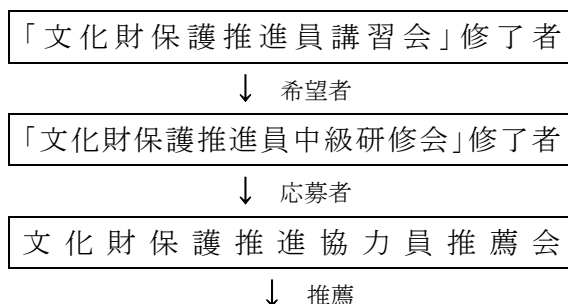 「文化財保護推進員講習会」修了者
↓ 希望者
「文化財保護推進員中級研修会」修了者
↓ 応募者
文化財保護推進協力員推薦会
↓ 推薦